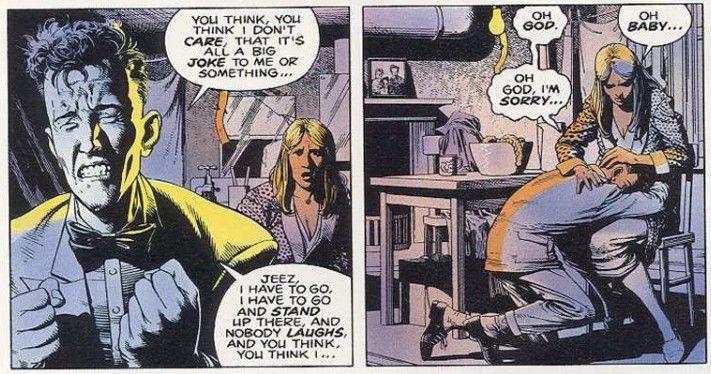 YOU THINK, YOU
THINK I DON'T
CARE, THAT IT'S
ALL A BIG
JOKE TO ME OR
SOMETHING...
JEEZ,
I HAVE TO GO,
I HAVE TO GO
AND STAND
UP THERE, AND
NOBODY LAUGHS,
AND YOU THINK,
YOU THINK I...
OH
GOD.
OH
GOD, I'M
SORRY...
OH
BABY...